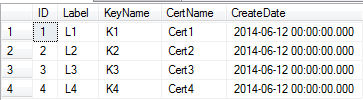 ID Label KeyName CertName CreateDate
1 1 L1 K1 Cert1 2014-06-12 00:00:00.000
2 2 L2 K2 Cert2 2014-06-12 00:00:00.000
3 3 L3 K3 Cert3 2014-06-12 00:00:00.000
4 4 L4 K4 Cert4 2014-06-12 00:00:00.000